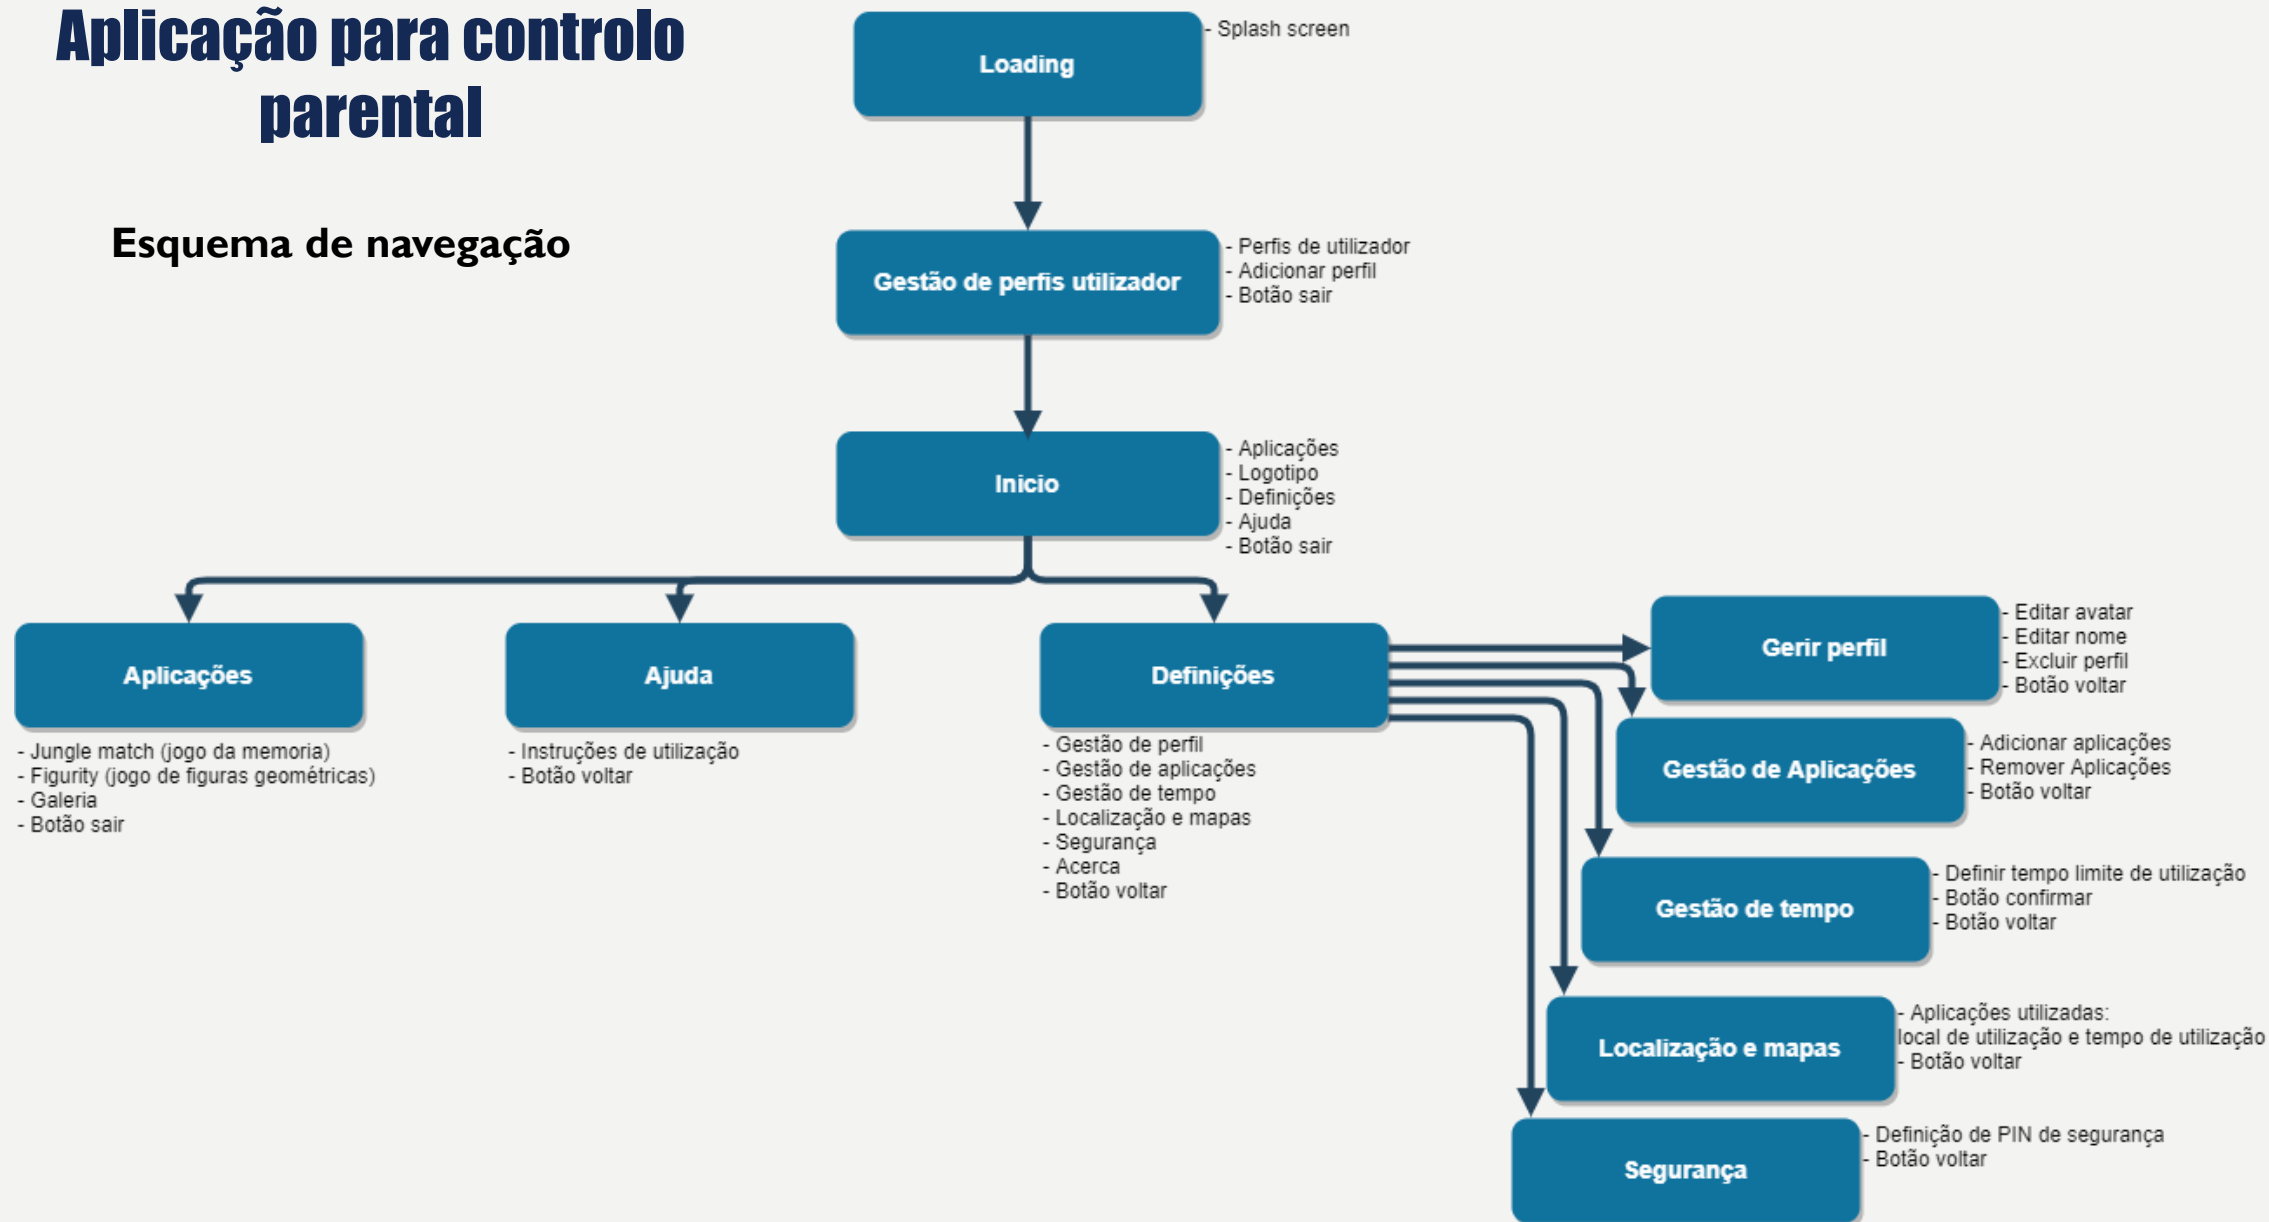 Aplicação para controlo
parental
Esquema de navegação
Loading
- Splash screen
Gestão de perfis utilizador
- Perfis de utilizador
- Adicionar perfil
- Botão sair
Inicio
- Aplicações
- Logotipo
- Definições
- Ajuda
- Botão sair
Aplicações
- Jungle match (jogo da memoria)
- Figurity (jogo de figuras geométricas)
- Galeria
- Botão sair
Ajuda
- Instruções de utilização
- Botão voltar
Definições
- Gestão de perfil
- Gestão de aplicações
- Gestão de tempo
- Localização e mapas
- Segurança
- Acerca
- Botão voltar
Gerir perfil
- Editar avatar
- Editar nome
- Excluir perfil
- Botão voltar
Gestão de Aplicações
- Adicionar aplicações
- Remover Aplicações
- Botão voltar
Gestão de tempo
- Definir tempo limite de utilização
- Botão confirmar
- Botão voltar
Localização e mapas
- Aplicações utilizadas:
local de utilização e tempo de utilização
- Botão voltar
Segurança
- Definição de PIN de segurança
- Botão voltar